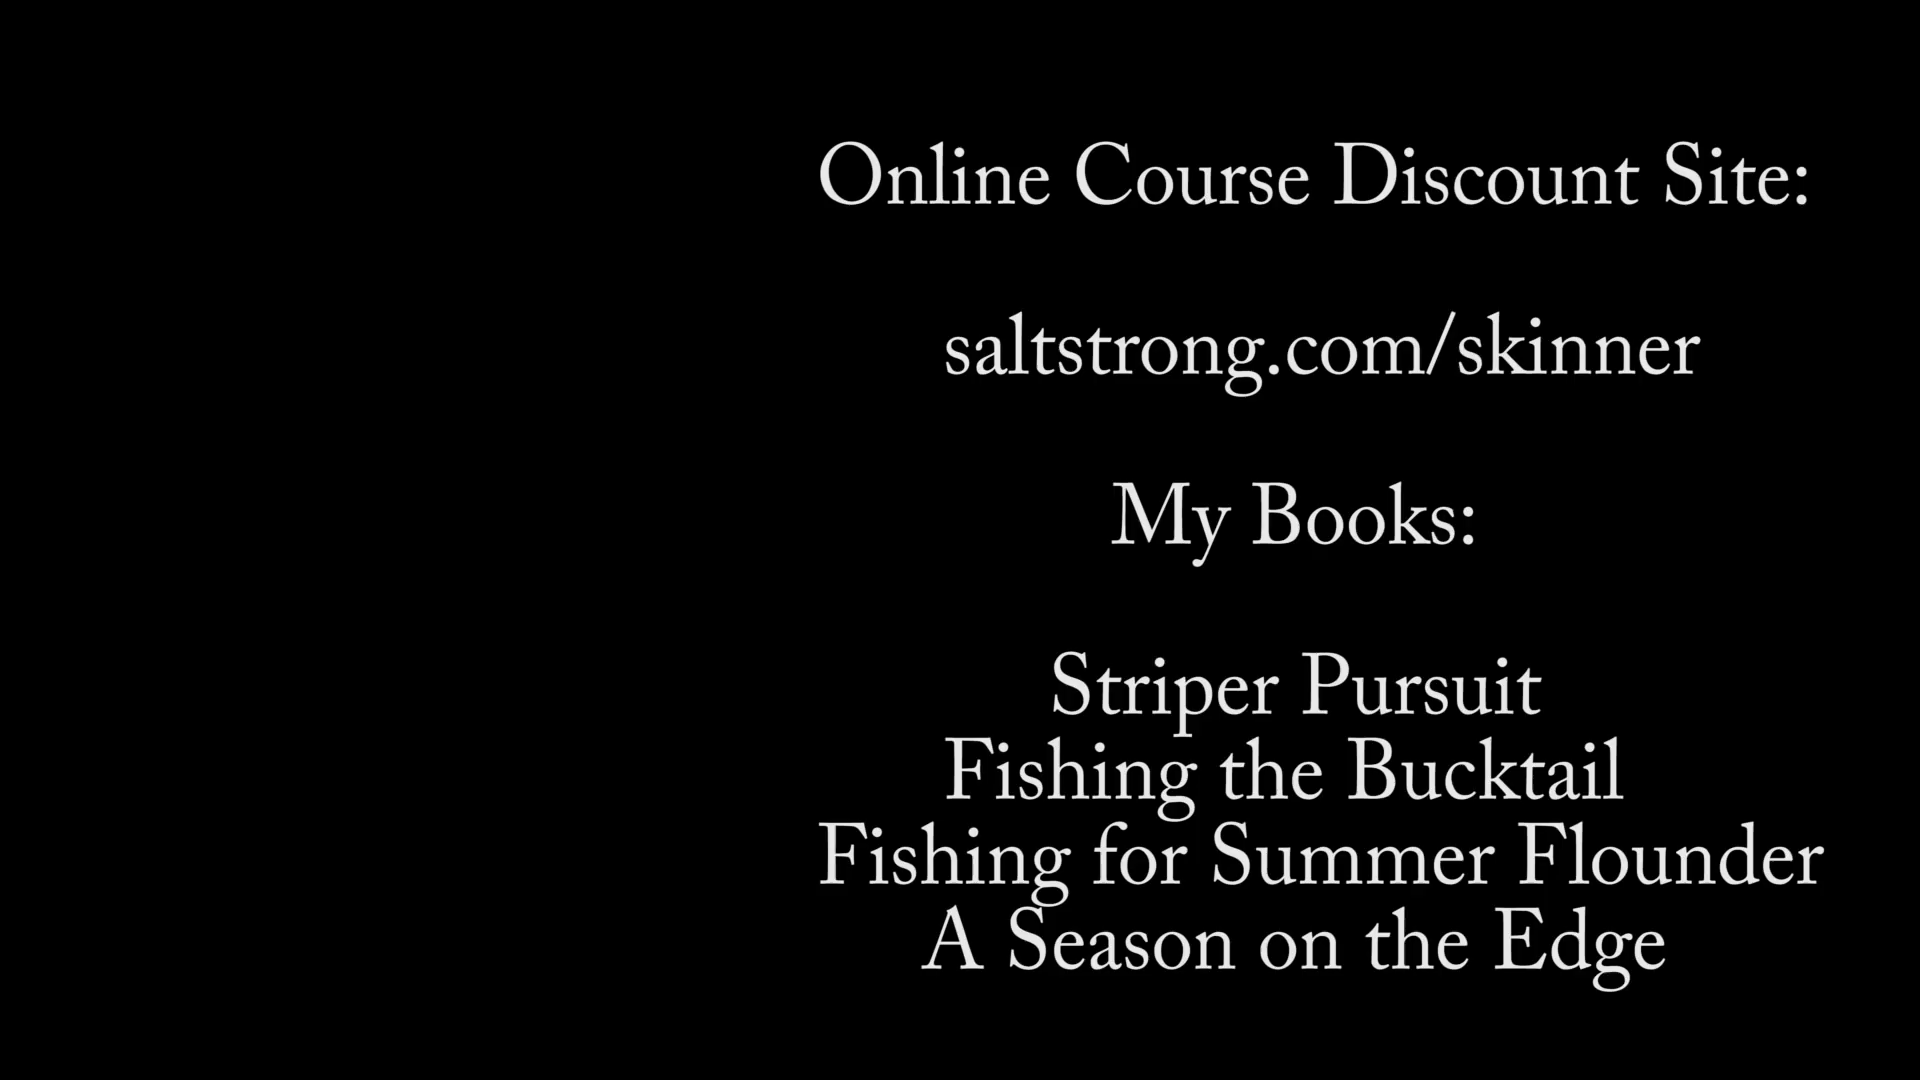 Online Course Discount Site:
saltstrong.com/skinner
My Books:
Striper Pursuit
Fishing the Bucktail
Fishing for Summer Flounder
A Season on the Edge